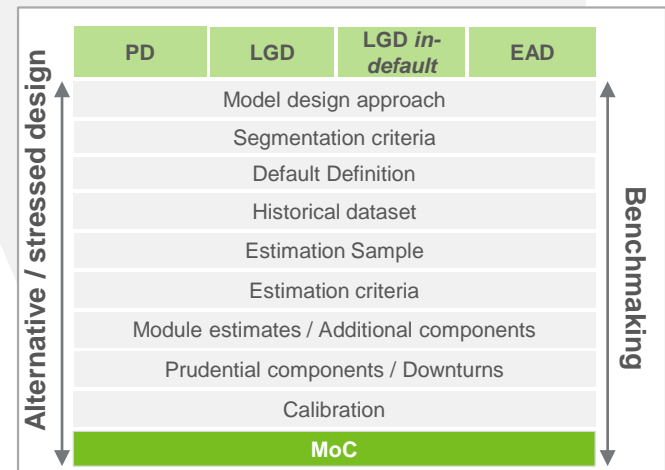 PD
LGD
LGD in-
default
EAD
Alternative / stressed design
Model design approach
Segmentation criteria
Default Definition
Historical dataset
Estimation Sample
Estimation criteria
Module estimates / Additional components
Prudential components / Downturns
Calibration
MoC
Benchmaking